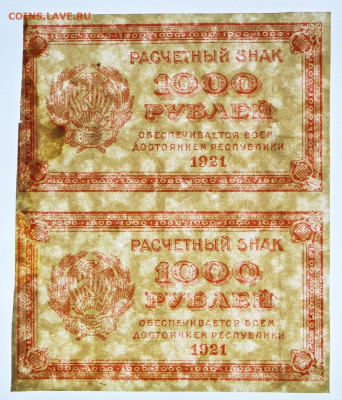 COINS.LAVE.RU
РАСЧЕТНЫЙ ЗНАК
1000
РУБЛЕЙ
ОБЕСПЕЧИВАЕТСЯ ВСЕМ
ДОСТОЯНИЕМ РЕСПУБЛИКИ
1921
РАСЧЕТНЫЙ ЗНАК
1000
РУБЛЕЙ
ОБЕСПЕЧИВАЕТСЯ ВСЕМ
ДОСТОЯНИЕМ РЕСПУБЛИКИ
1921